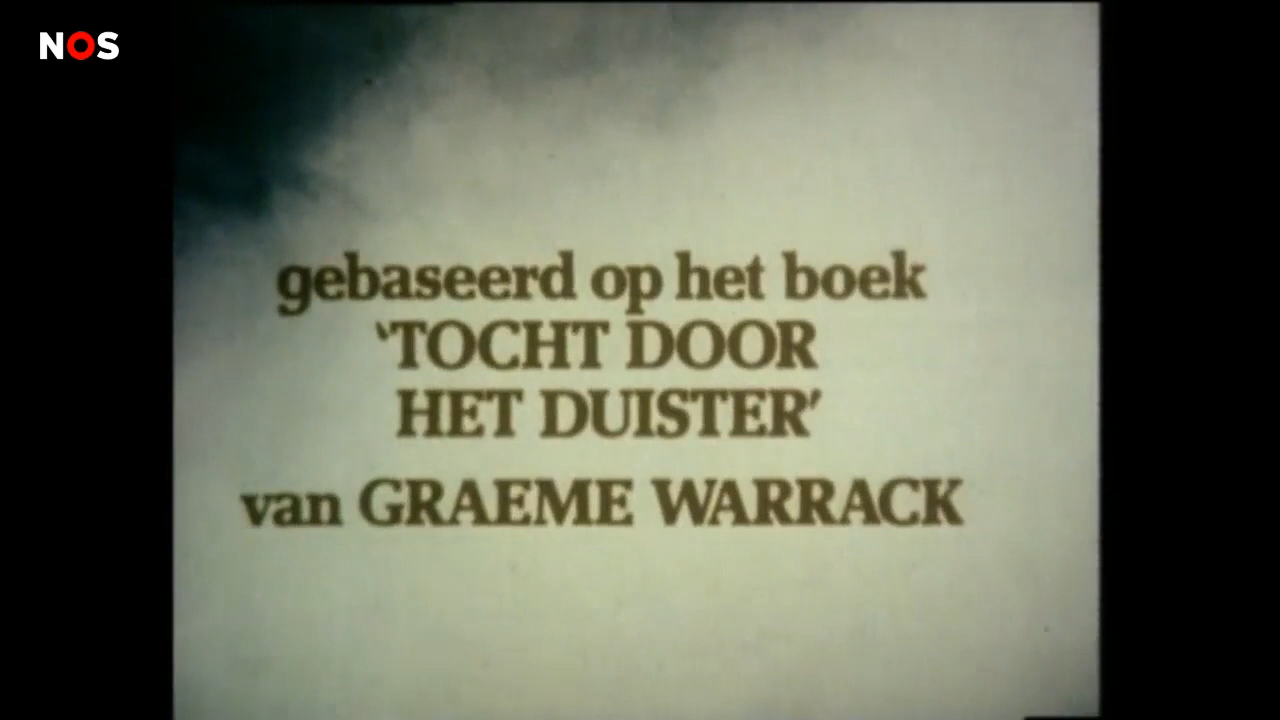 NOS
gebaseerd op het boek
‘TOCHT DOOR
HET DUISTER’
van GRAEME WARRACK